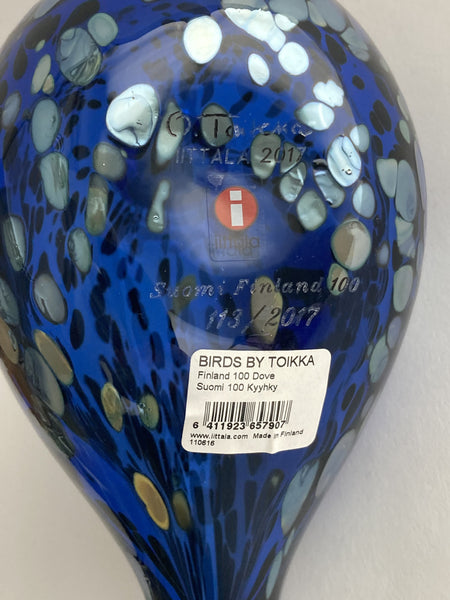 O. Toikka
IITTALA 2017
i
iittala
Suomi Finland 100
113/2017
BIRDS BY TOIKKA
Finland 100 Dove
Suomi 100 Kyyhky
6 411923 657907
www.iittala.com Made in Finland
110616